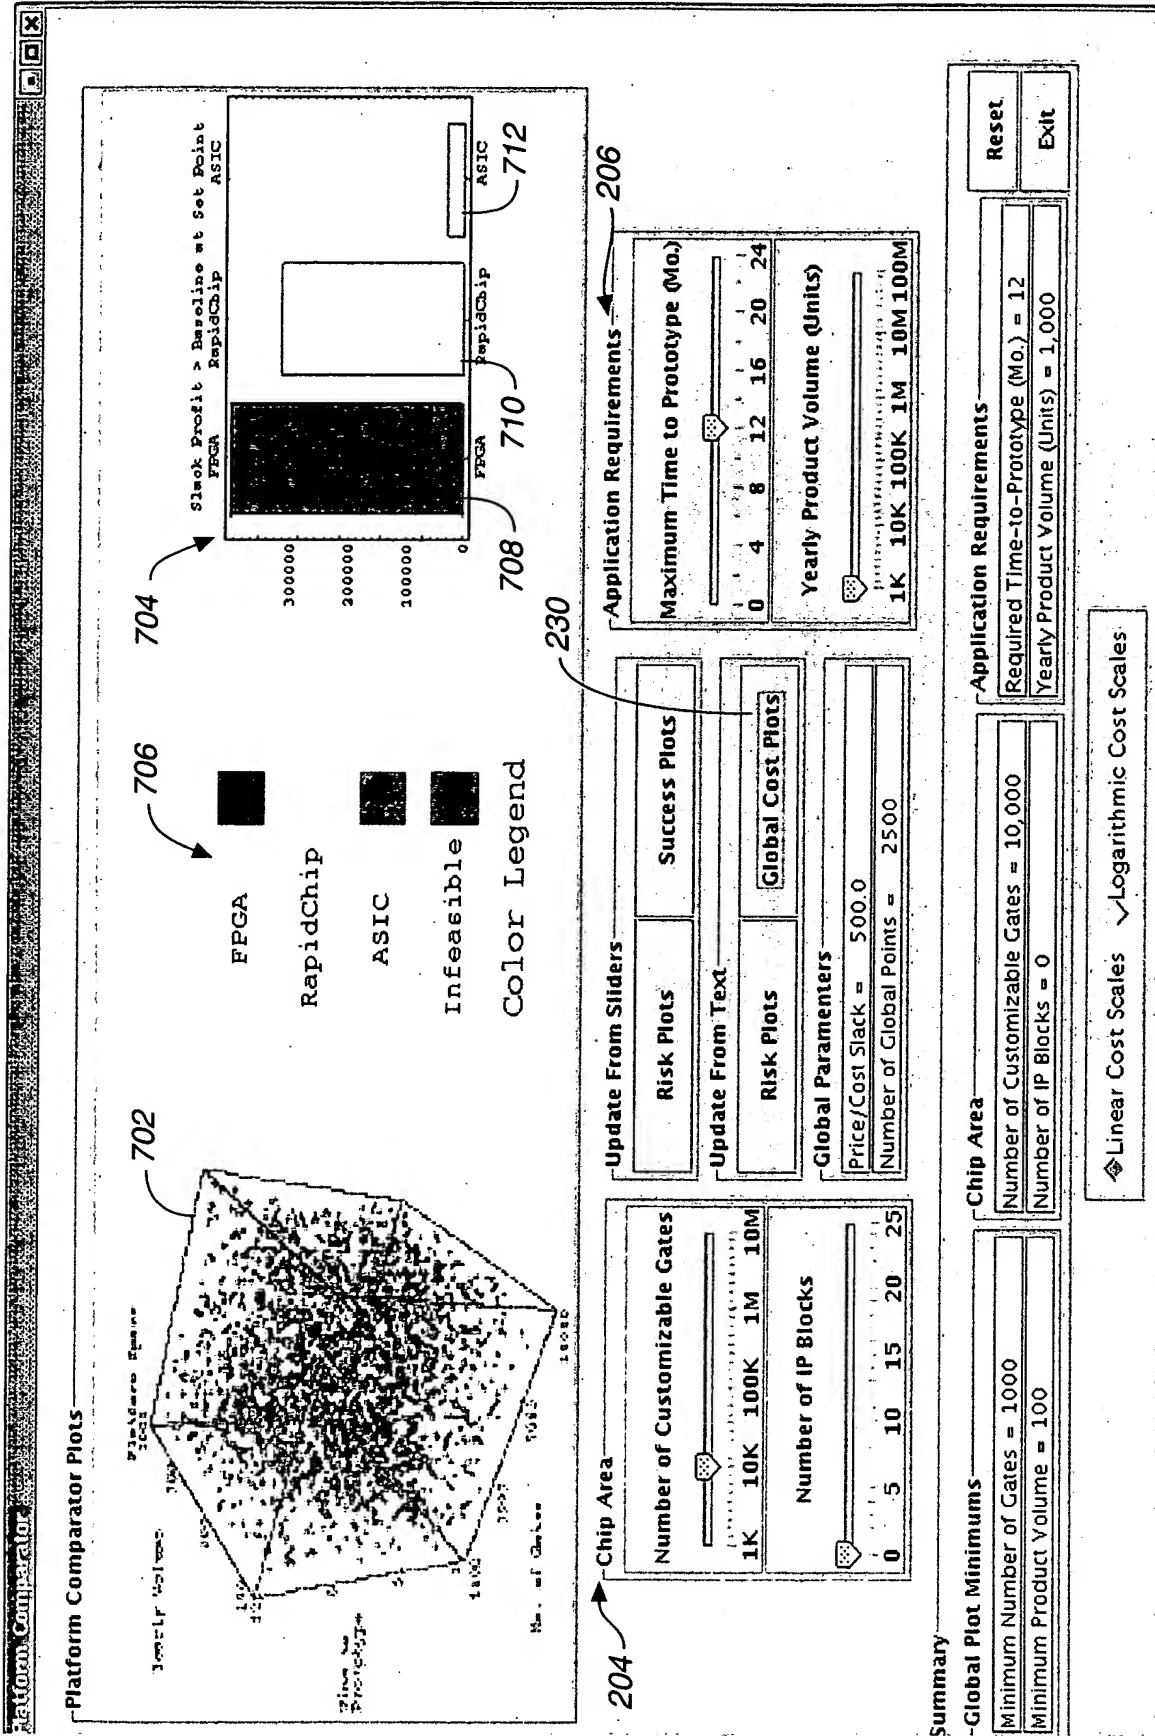 Platform Comparator
Platform Comparator Plots
702
Yearly Volume
Time to
Prototype
No. of Gates
706
FPGA
RapidChip
ASIC
Infeasible
Color Legend
704
Slack Profit > Baseline at Set Point
FPGA RapidChip ASIC
300000
200000
100000
0
FPGA RapidChip ASIC
708
710
712
204
Chip Area
Number of Customizable Gates
1K 10K 100K 1M 10M
Number of IP Blocks
0 5 10 15 20 25
Update From Sliders
Risk Plots Success Plots
Update From Text
Risk Plots Global Cost Plots
230
Global Paramenters
Price/Cost Slack = 500.0
Number of Global Points = 2500
206
Application Requirements
Maximum Time to Prototype (Mo.)
0 4 8 12 16 20 24
Yearly Product Volume (Units)
1K 10K 100K 1M 10M 100M
Summary
Global Plot Minimums
Minimum Number of Gates = 1000
Minimum Product Volume = 100
Chip Area
Number of Customizable Gates = 10,000
Number of IP Blocks = 0
Application Requirements
Required Time-to-Prototype (Mo.) = 12
Yearly Product Volume (Units) = 1,000
Reset
Exit
Linear Cost Scales Logarithmic Cost Scales